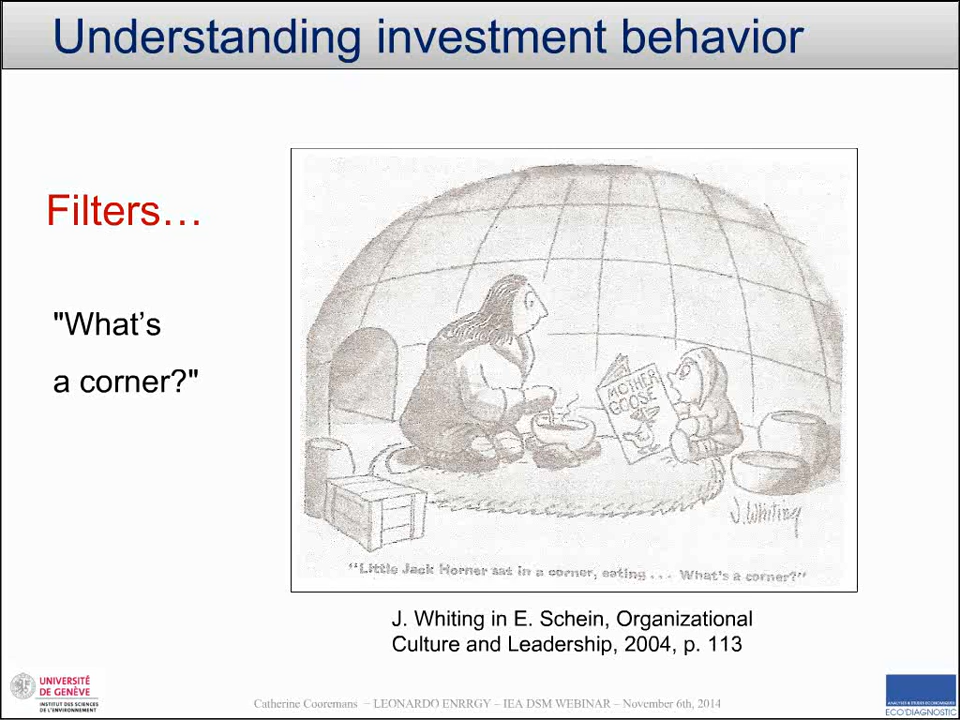 Understanding investment behavior
Filters…
"What's
a corner?"
MOTHER
GOOSE
J. Whiting
"Little Jack Horner sat in a corner, eating . . . What's a corner?"
J. Whiting in E. Schein, Organizational
Culture and Leadership, 2004, p. 113
UNIVERSITÉ
DE GENÈVE
INSTITUT DES SCIENCES
DE L'ENVIRONNEMENT
Catherine Cooremans – LEONARDO ENRRGY – IEA DSM WEBINAR – November 6th, 2014
ECO'DIAGNOSTIC